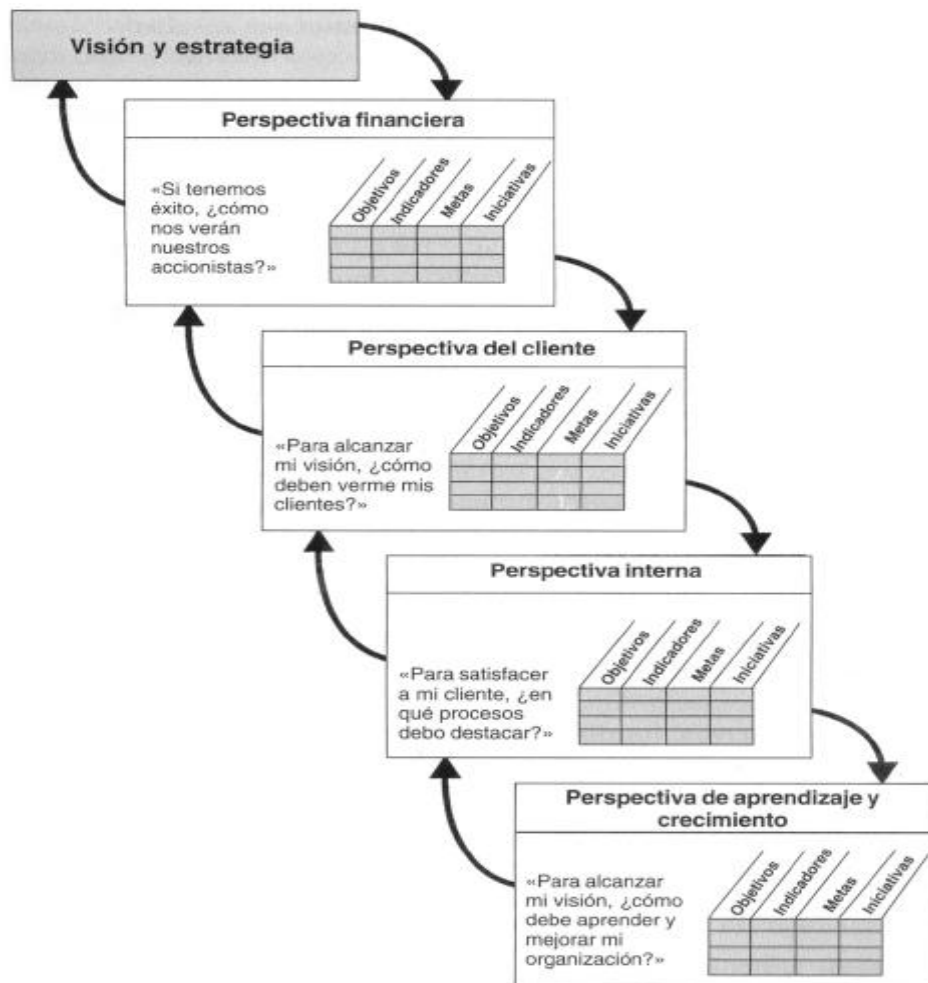 Visión y estrategia
Perspectiva financiera
«Si tenemos
éxito, ¿cómo
nos verán
nuestros
accionistas?»
Objetivos
Indicadores
Metas
Iniciativas
Perspectiva del cliente
«Para alcanzar
mi visión, ¿cómo
deben verme mis
clientes?»
Objetivos
Indicadores
Metas
Iniciativas
Perspectiva interna
«Para satisfacer
a mi cliente, ¿en
qué procesos
debo destacar?»
Objetivos
Indicadores
Metas
Iniciativas
Perspectiva de aprendizaje y
crecimiento
«Para alcanzar
mi visión, ¿cómo
debe aprender y
mejorar mi
organización?»
Objetivos
Indicadores
Metas
Iniciativas